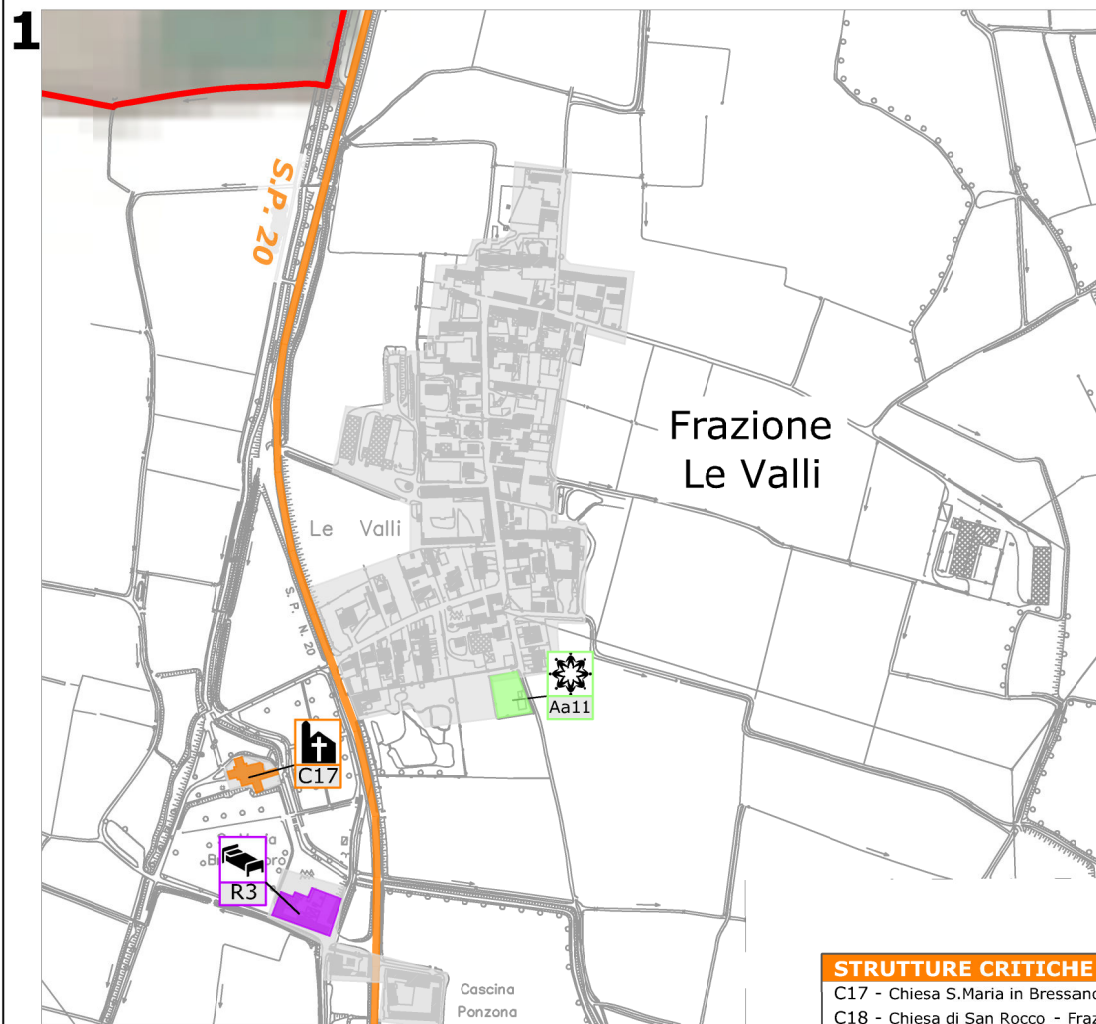 1
S.P. 20
Frazione
Le Valli
Le Valli
S. P. N. 20
Aa11
C17
R3
Cascina
Ponzona
STRUTTURE CRITICHE
C17 - Chiesa S.Maria in Bressano
C18 - Chiesa di San Rocco - Fraz